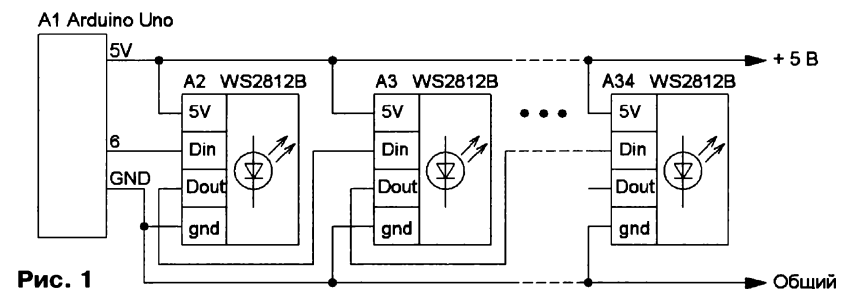 A1 Arduino Uno
5V
+ 5 В
A2 WS2812B
A3 WS2812B
A34 WS2812B
5V
5V
5V
6
Din
Din
Din
GND
Dout
Dout
Dout
gnd
gnd
gnd
Рис. 1
Общий